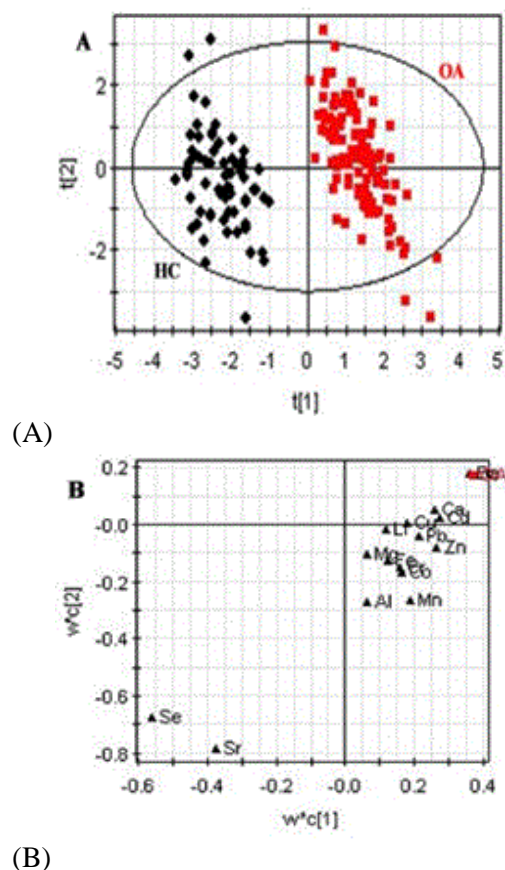 A
OA
HC
t[2]
2
0
-2
-5 -4 -3 -2 -1 0 1 2 3 4 5
t[1]
(A)
B
w*c[2]
0.2
-0.0
-0.2
-0.4
-0.6
-0.8
Ca
Cd
Li
Cu
Pb
Zn
Mg
Fe
Co
Al
Mn
Se
Sr
-0.6 -0.4 -0.2 -0.0 0.2 0.4
w*c[1]
(B)